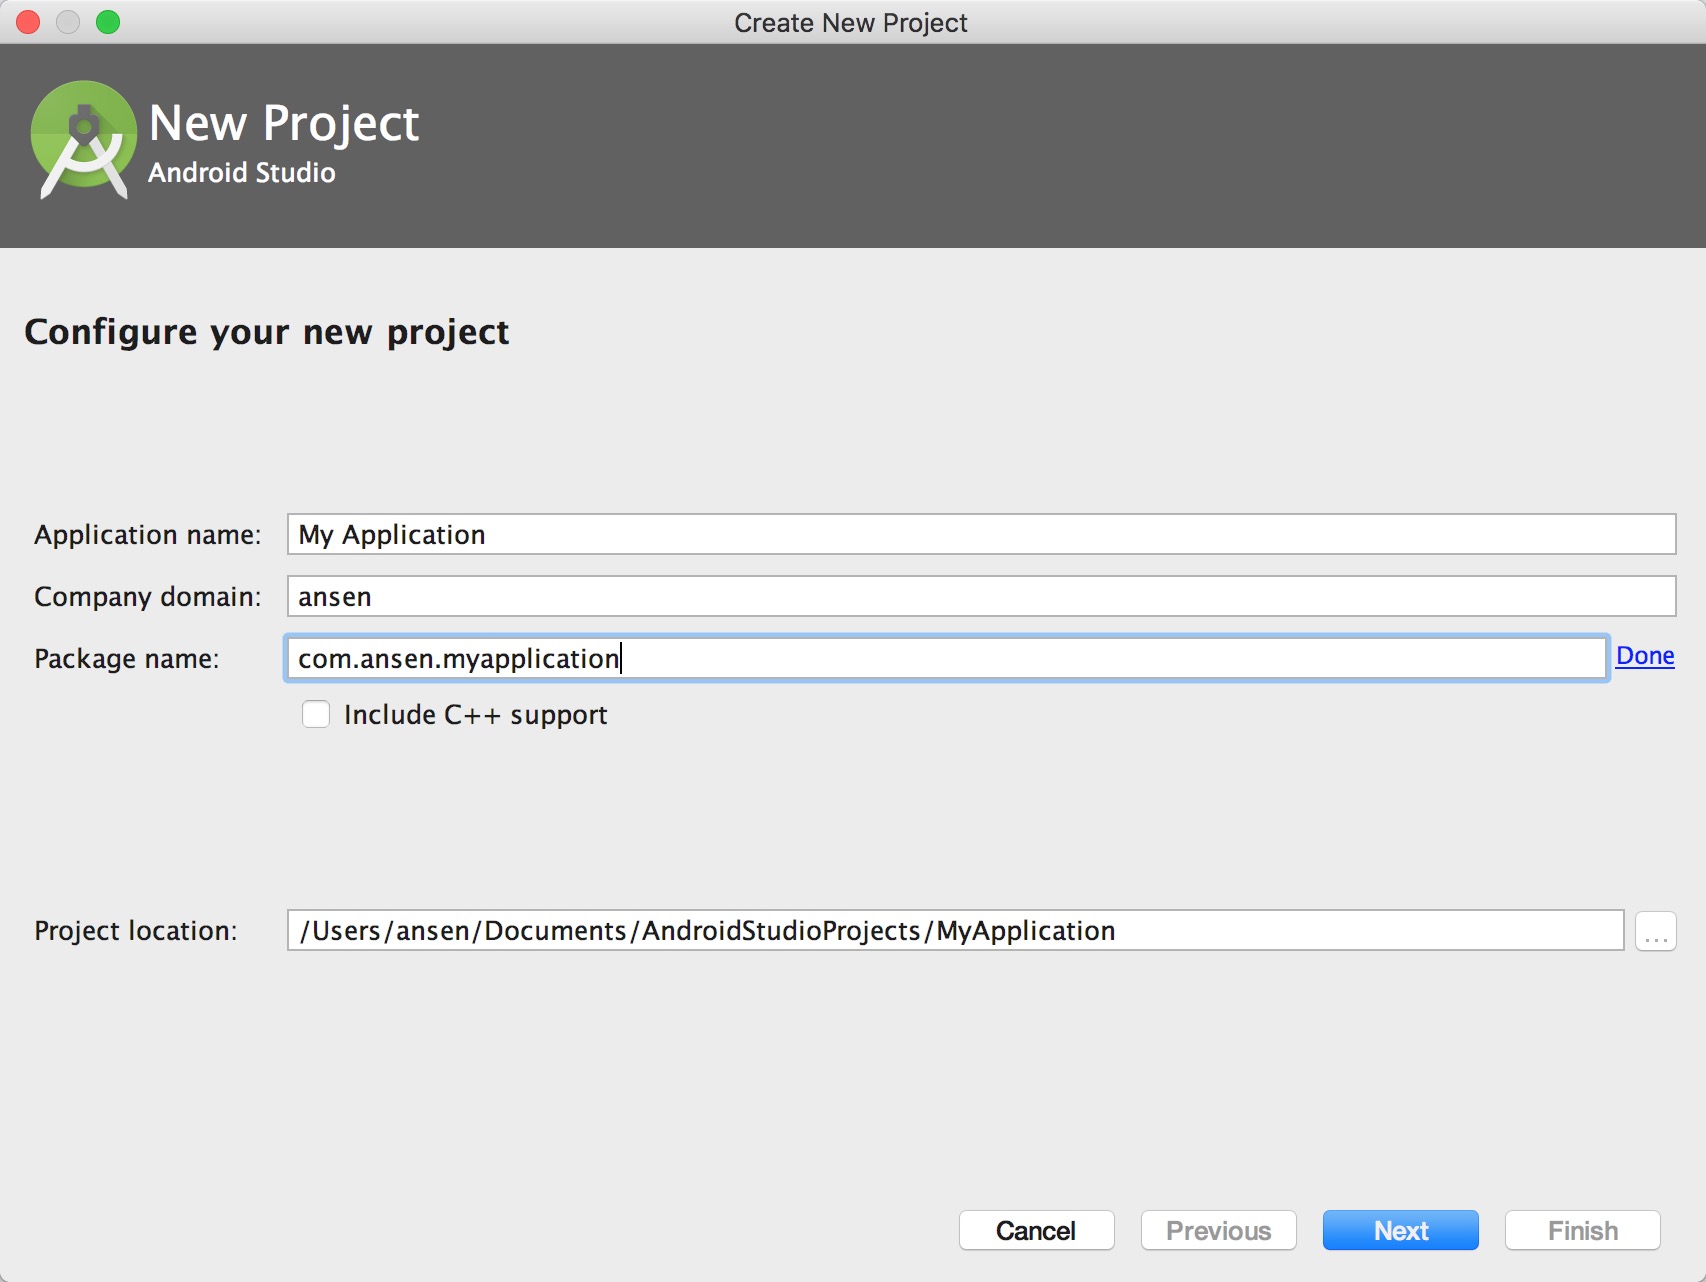 Create New Project
New Project
Android Studio
Configure your new project
Application name: My Application
Company domain: ansen
Package name: com.ansen.myapplication Done
Include C++ support
Project location: /Users/ansen/Documents/AndroidStudioProjects/MyApplication ...
Cancel Previous Next Finish